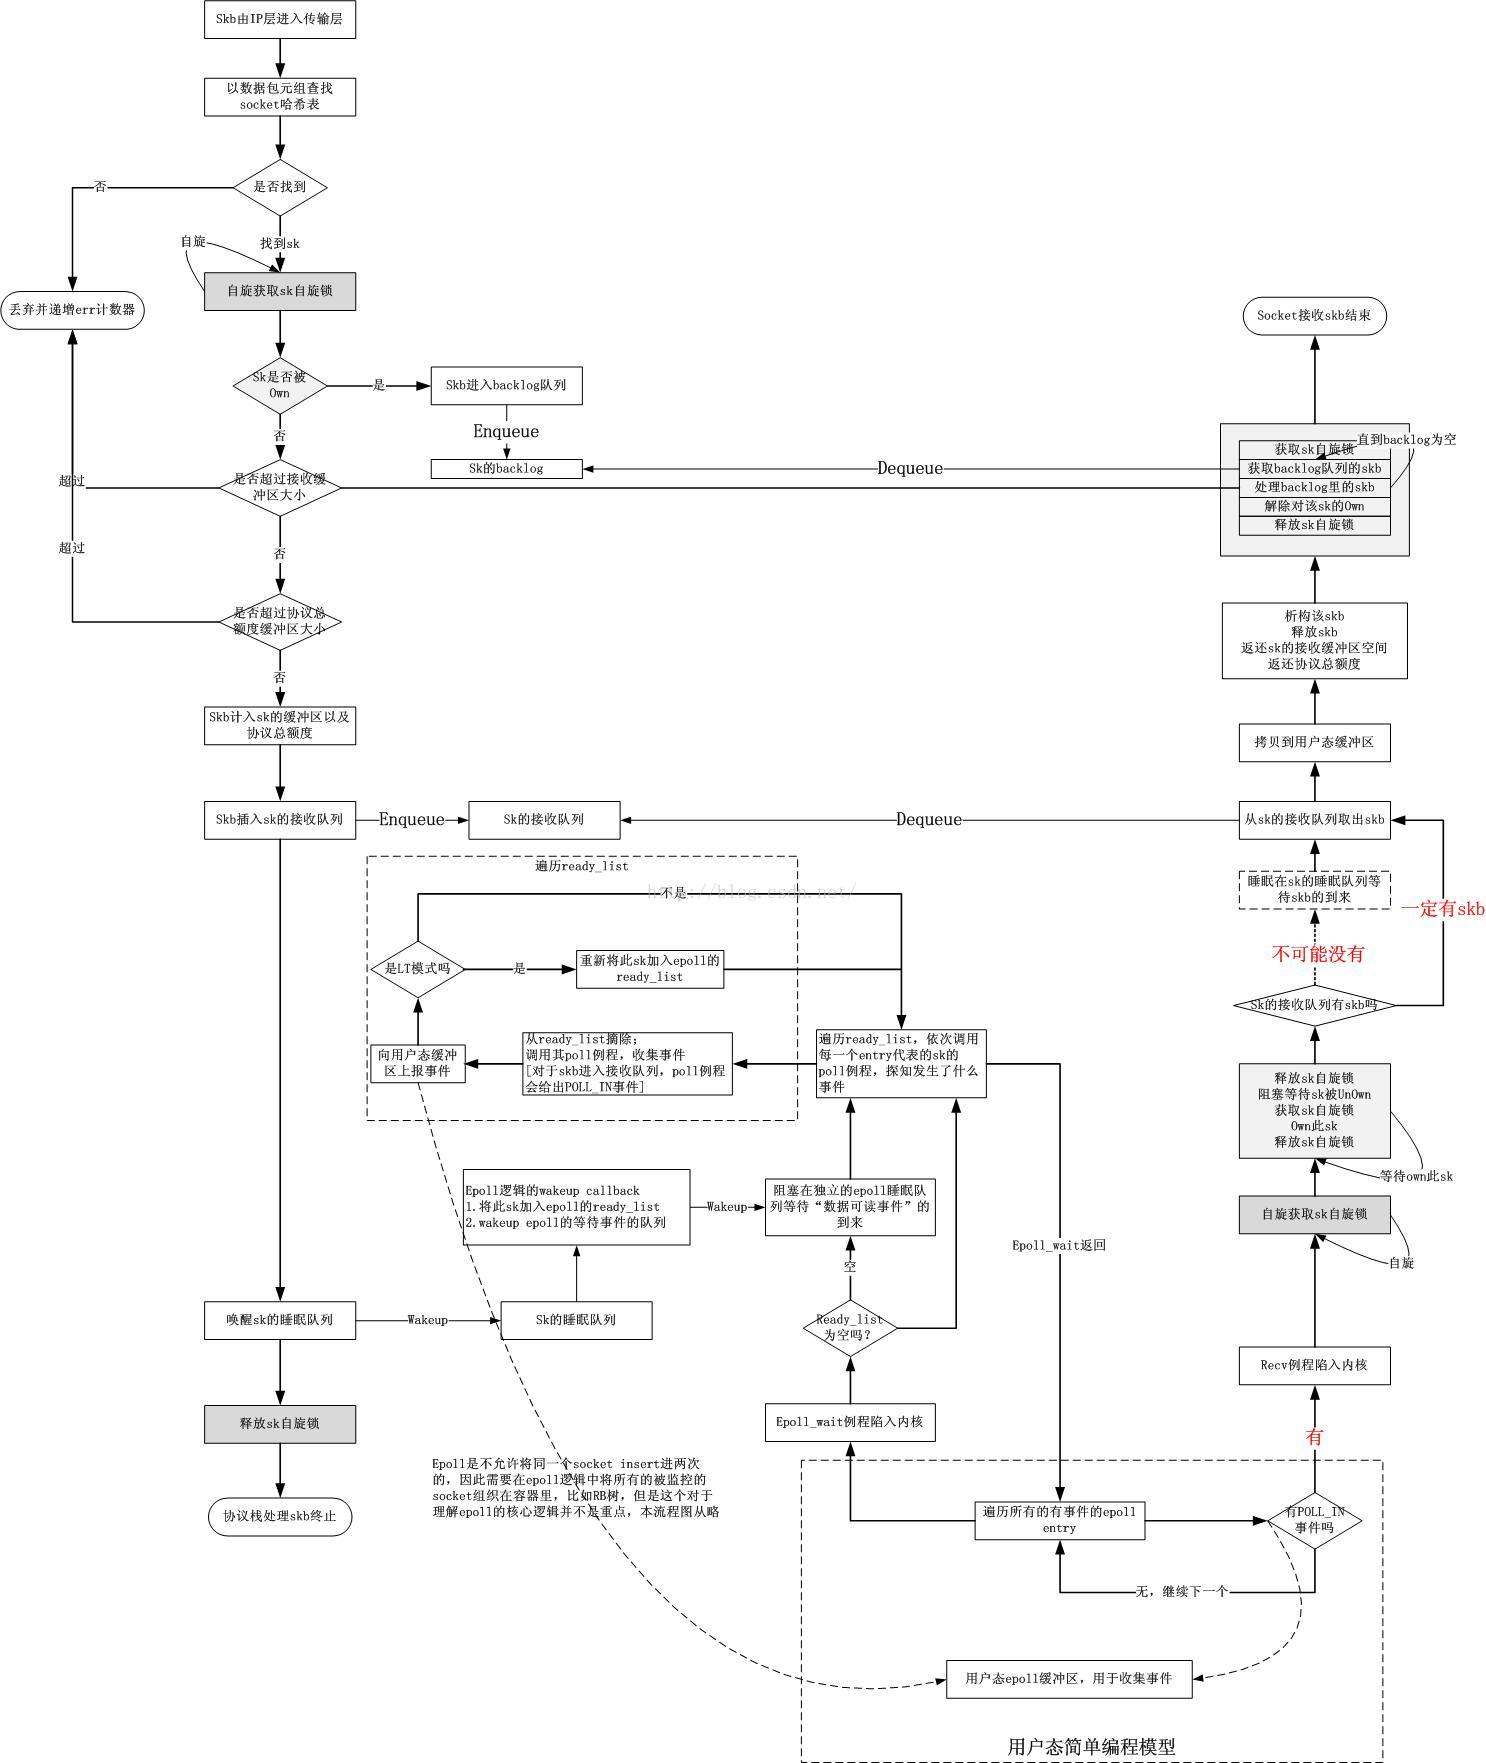 Skb由IP层进入传输层
以数据包元组查找
socket哈希表
是否找到
否
找到sk
自旋
自旋获取sk自旋锁
丢弃并递增err计数器
Sk是否被
Own
是
Skb进入backlog队列
Enqueue
Sk的backlog
否
是否超过接收缓
冲区大小
超过
否
超过
是否超过协议总
额度缓冲区大小
否
Skb计入sk的缓冲区以及
协议总额度
Skb插入sk的接收队列
Enqueue
Sk的接收队列
唤醒sk的睡眠队列
Wakeup
Sk的睡眠队列
释放sk自旋锁
协议栈处理skb终止
Epoll逻辑的wakeup callback
1.将此sk加入epoll的ready_list
2.wakeup epoll的等待事件的队列
Wakeup
阻塞在独立的epoll睡眠队
列等待“数据可读事件”的
到来
空
Ready_list
为空吗？
Epoll_wait例程陷入内核
遍历ready_list
http://blog.csdn.net/
不是
是LT模式吗
是
重新将此sk加入epoll的
ready_list
向用户态缓冲
区上报事件
从ready_list摘除；
调用其poll例程，收集事件
[对于skb进入接收队列，poll例程
会给出POLL_IN事件]
遍历ready_list，依次调用
每一个entry代表的sk的
poll例程，探知发生了什么
事件
Epoll_wait返回
Epoll是不允许将同一个socket insert进两次
的，因此需要在epoll逻辑中将所有的被监控的
socket组织在容器里，比如RB树，但是这个对于
理解epoll的核心逻辑并不是重点，本流程图从略
遍历所有的有事件的epoll
entry
有POLL_IN
事件吗
无，继续下一个
用户态epoll缓冲区，用于收集事件
用户态简单编程模型
有
Recv例程陷入内核
自旋
自旋获取sk自旋锁
等待own此sk
释放sk自旋锁
阻塞等待sk被UnOwn
获取sk自旋锁
Own此sk
释放sk自旋锁
Sk的接收队列有skb吗
不可能没有
一定有skb
睡眠在sk的睡眠队列等
待skb的到来
从sk的接收队列取出skb
Dequeue
拷贝到用户态缓冲区
析构该skb
释放skb
返还sk的接收缓冲区空间
返还协议总额度
获取sk自旋锁
获取backlog队列的skb
处理backlog里的skb
解除对该sk的Own
释放sk自旋锁
直到backlog为空
Dequeue
Socket接收skb结束